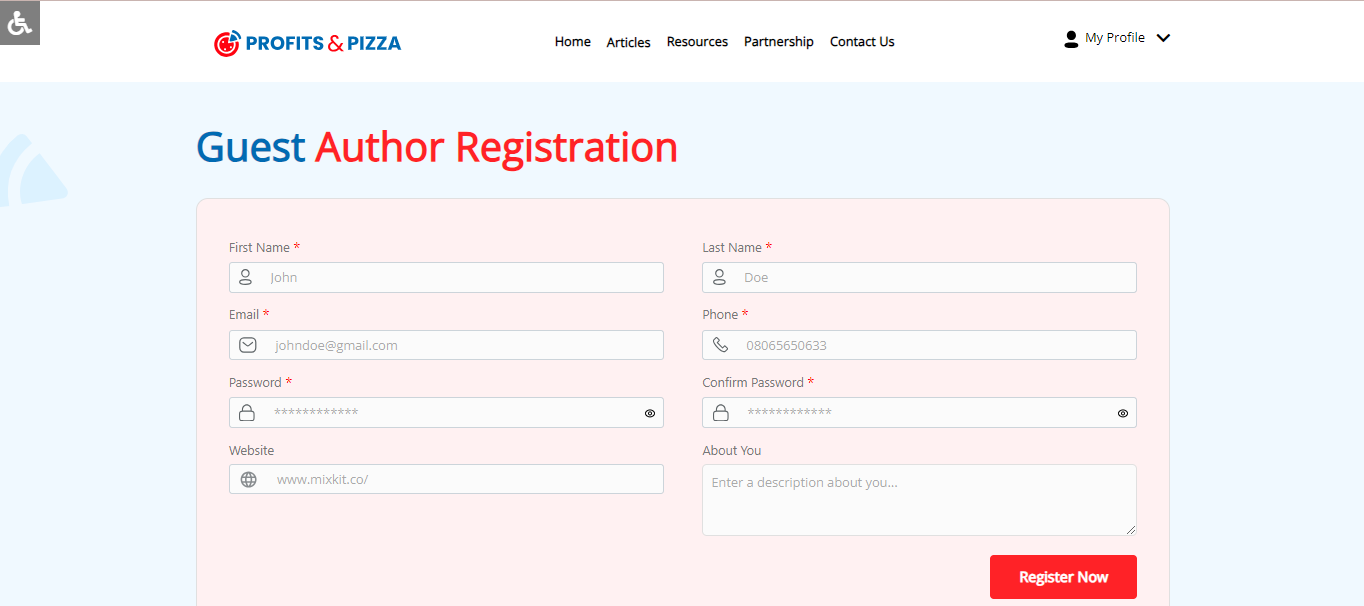 PROFITS & PIZZA
Home Articles Resources Partnership Contact Us
My Profile
Guest Author Registration
First Name * Last Name *
John Doe
Email * Phone *
johndoe@gmail.com 08065650633
Password * Confirm Password *
************ ************
Website About You
www.mixkit.co/ Enter a description about you...
Register Now